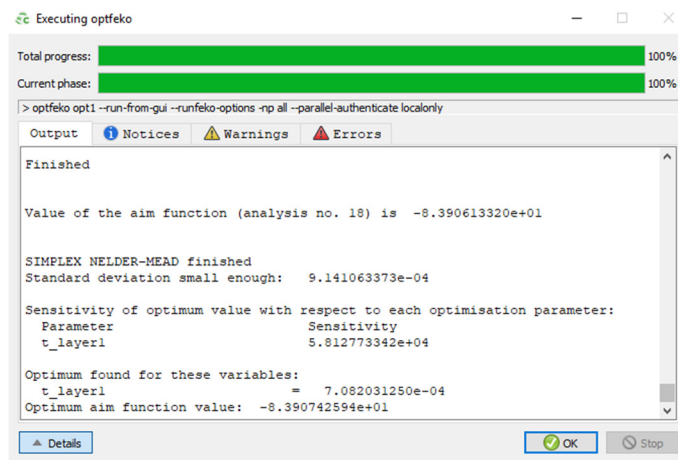 Executing optfeko
Total progress: 100%
Current phase: 100%
> optfeko opt1 --run-from-gui --runfeko-options -np all --parallel-authenticate localonly
Output Notices Warnings Errors
Finished
Value of the aim function (analysis no. 18) is -8.390613320e+01
SIMPLEX NELDER-MEAD finished
Standard deviation small enough: 9.141063373e-04
Sensitivity of optimum value with respect to each optimisation parameter:
Parameter Sensitivity
t_layer1 5.812773342e+04
Optimum found for these variables:
t_layer1 = 7.082031250e-04
Optimum aim function value: -8.390742594e+01
Details OK Stop